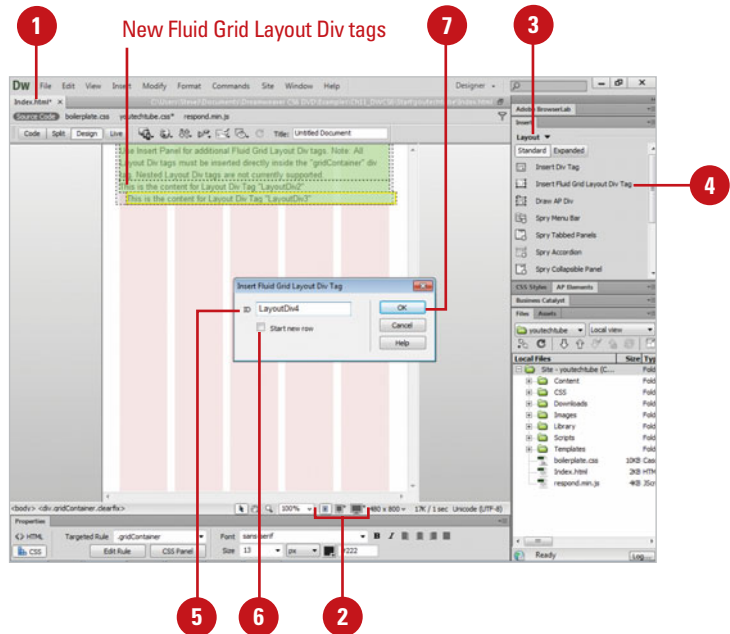 1
New Fluid Grid Layout Div tags
7
3
DW File Edit View Insert Modify Format Commands Site Window Help Designer
Index.html* ×
Source Code boilerplate.css youtechtube.css* respond.min.js
Code Split Design Live Title: Untitled Document
Use Insert Panel for additional Fluid Grid Layout Div tags. Note: All
Layout Div tags must be inserted directly inside the "gridContainer" div
tag. Nested Layout Div tags are not currently supported.
This is the content for Layout Div Tag "LayoutDiv2"
This is the content for Layout Div Tag "LayoutDiv3"
Adobe BrowserLab
Insert
Layout
Standard Expanded
Insert Div Tag
Insert Fluid Grid Layout Div Tag
4
Draw AP Div
Spry Menu Bar
Spry Tabbed Panels
Spry Accordion
Spry Collapsible Panel
Insert Fluid Grid Layout Div Tag
5
ID LayoutDiv4
OK
Start new row
Cancel
Help
CSS Styles AP Elements
Business Catalyst
Files Assets
youtechtube Local view
Local Files Size Typ
Site - youtechtube (C... Fold
Content Fold
CSS Fold
Downloads Fold
Images Fold
Library Fold
Scripts Fold
Templates Fold
boilerplate.css 10KB Casc
Index.html 2KB HTM
respond.min.js 4KB JScr
<body> <div.gridContainer.clearfix>
100% 480 x 800 17K / 1 sec Unicode (UTF-8)
Properties
<> HTML Targeted Rule .gridContainer Font sans-serif B I
CSS Edit Rule CSS Panel Size 13 px #222
Ready Log...
5
6
2